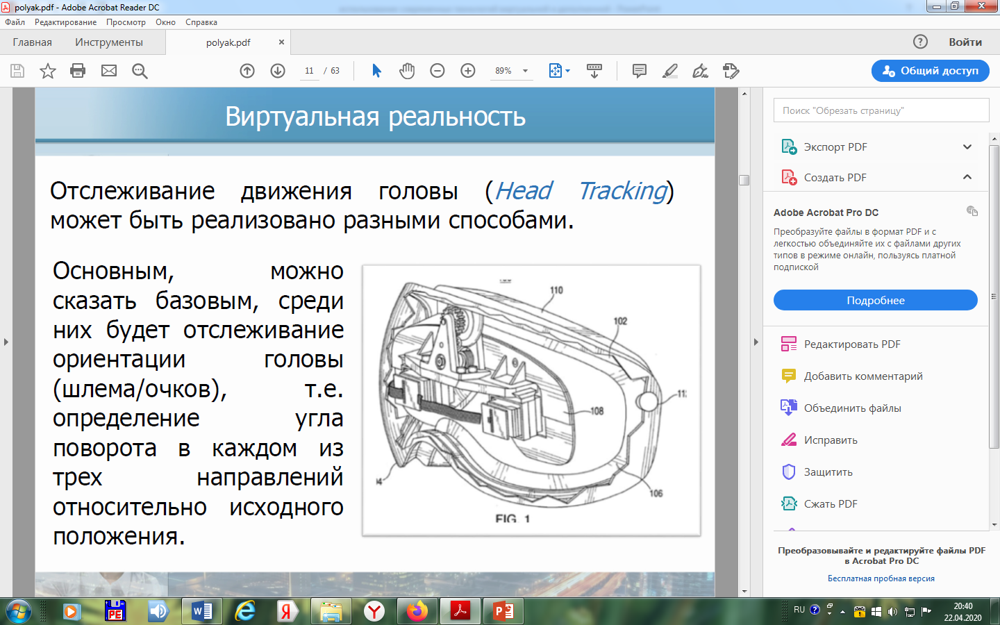 polyak.pdf - Adobe Acrobat Reader DC
Файл Редактирование Просмотр Окно Справка
Главная Инструменты polyak.pdf × ? Войти
11 / 63 89% Общий доступ
Виртуальная реальность
Отслеживание движения головы (Head Tracking)
может быть реализовано разными способами.
Основным, можно
сказать базовым, среди
них будет отслеживание
ориентации головы
(шлема/очков), т.е.
определение угла
поворота в каждом из
трех направлений
относительно исходного
положения.
110
102
108
106
FIG. 1
Поиск "Обрезать страницу"
Экспорт PDF
Создать PDF
Adobe Acrobat Pro DC
Преобразуйте файлы в формат PDF и с
легкостью объединяйте их с файлами других
типов в режиме онлайн, пользуясь платной
подпиской
Подробнее
Редактировать PDF
Добавить комментарий
Объединить файлы
Исправить
Защитить
Сжать PDF
Преобразовывайте и редактируйте файлы PDF
в Acrobat Pro DC
Бесплатная пробная версия
RU
20:40
22.04.2020